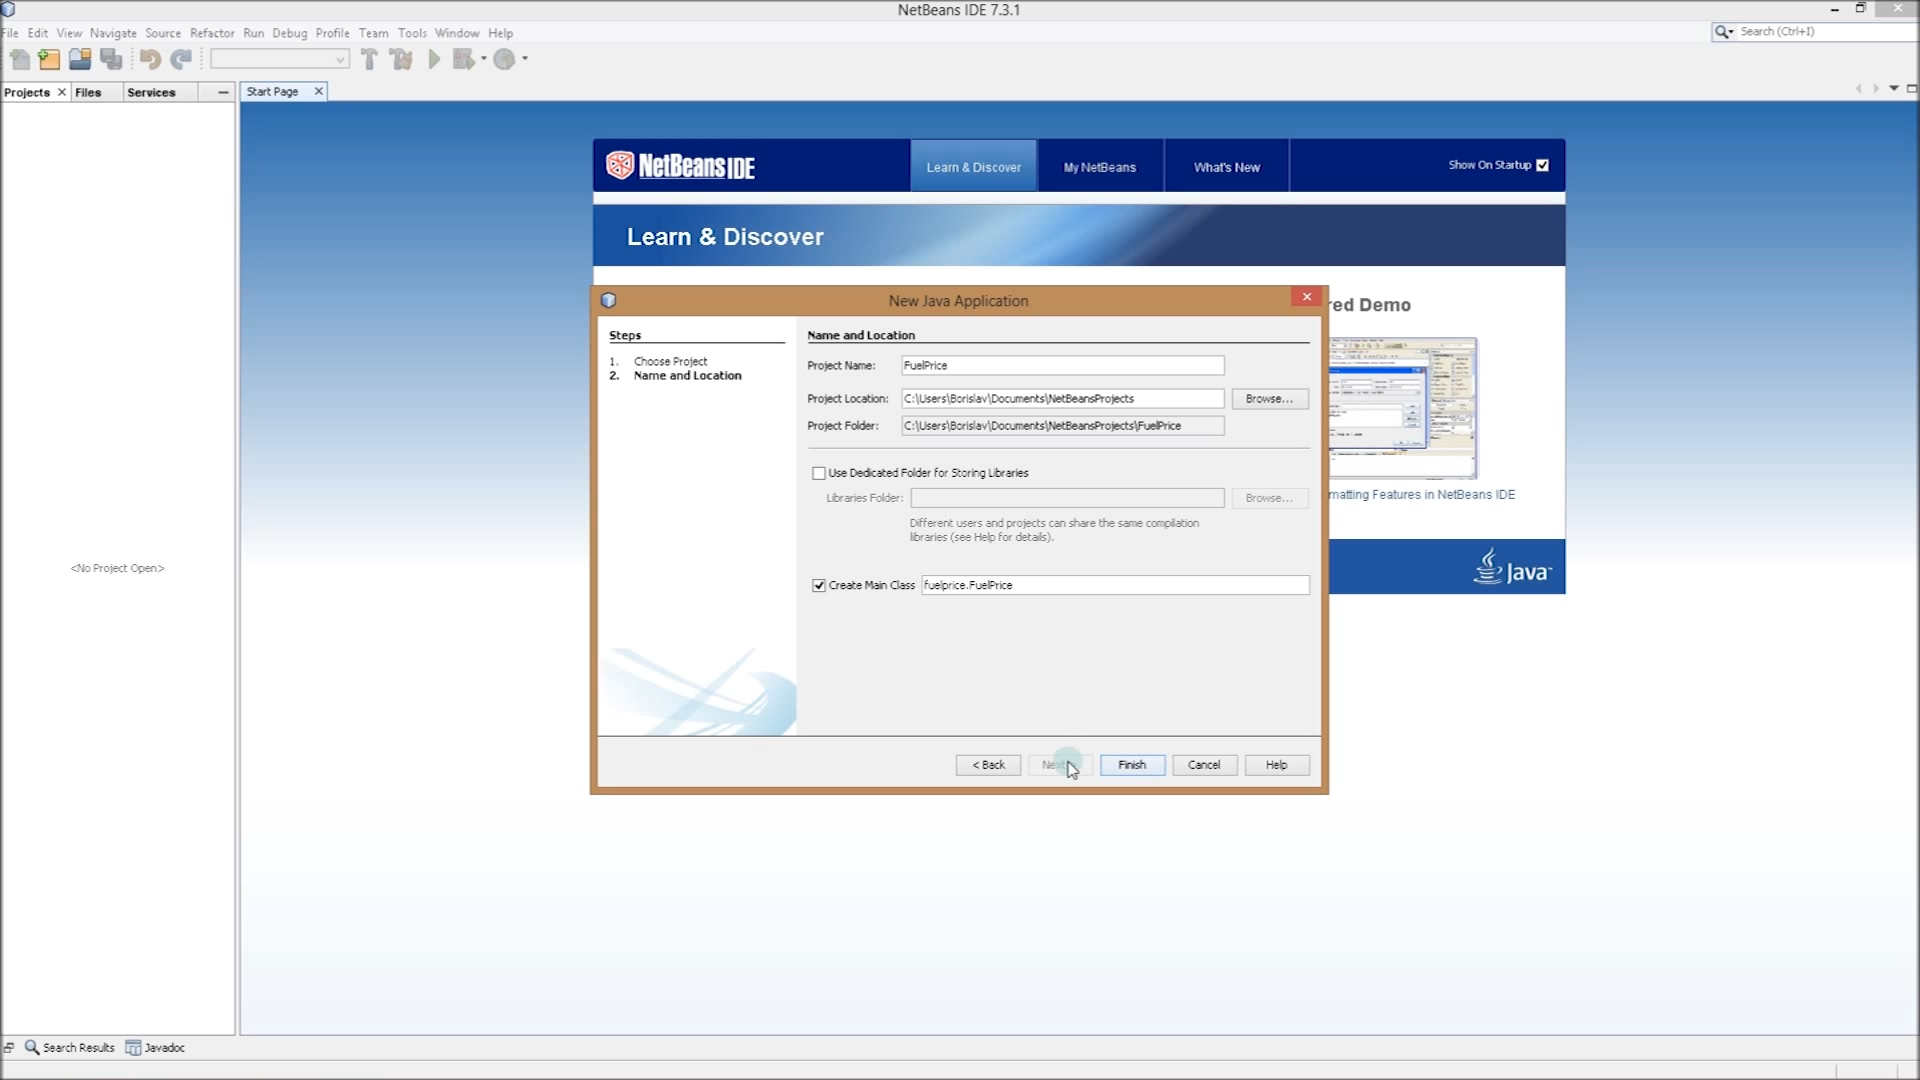 NetBeans IDE 7.3.1
File Edit View Navigate Source Refactor Run Debug Profile Team Tools Window Help
Search (Ctrl+I)
Projects Files Services
Start Page
NetBeans IDE
Learn & Discover
My NetBeans
What's New
Show On Startup
Learn & Discover
New Java Application
red Demo
Steps
1. Choose Project
2. Name and Location
Name and Location
Project Name: FuelPrice
Project Location: C:\Users\Borislav\Documents\NetBeansProjects Browse...
Project Folder: C:\Users\Borislav\Documents\NetBeansProjects\FuelPrice
Use Dedicated Folder for Storing Libraries
Libraries Folder: Browse...
Different users and projects can share the same compilation
libraries (see Help for details).
matting Features in NetBeans IDE
Java
<No Project Open>
Create Main Class fuelprice.FuelPrice
< Back Next Finish Cancel Help
Search Results Javadoc